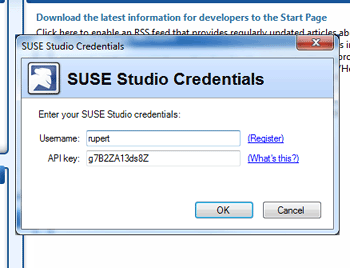 Download the latest information for developers to the Start Page
Click here to enable an RSS feed that provides regularly updated articles ab
SUSE Studio Credentials
s i
pro
"He
SUSE Studio Credentials
Enter your SUSE Studio credentials:
Username: rupert (Register)
API key: g7B2ZA13ds8Z (What's this?)
OK Cancel